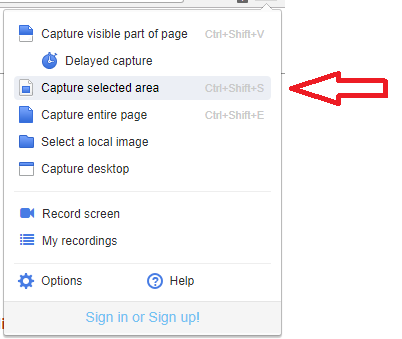 Capture visible part of page Ctrl+Shift+V
Delayed capture
Capture selected area Ctrl+Shift+S
Capture entire page Ctrl+Shift+E
Select a local image
Capture desktop
Record screen
My recordings
Options Help
Sign in or Sign up!